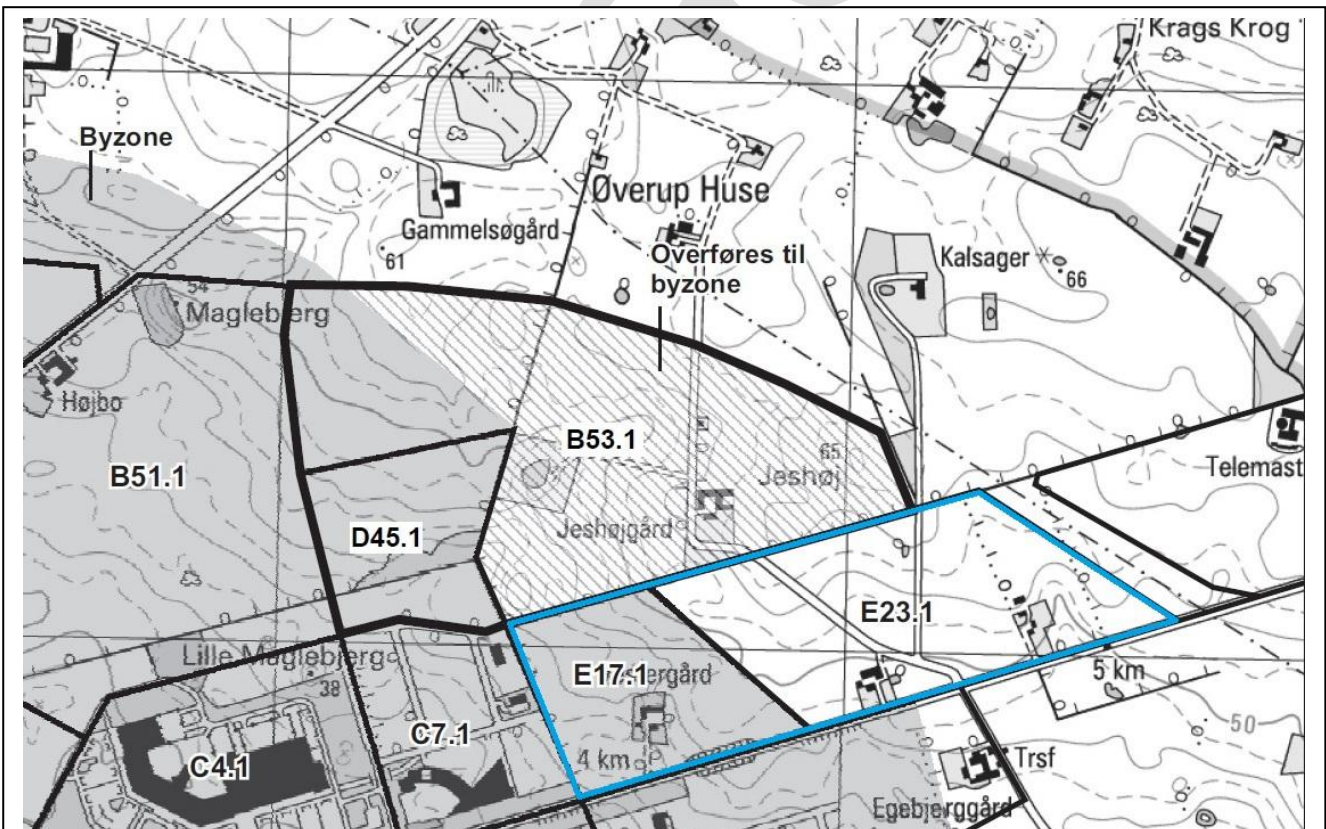 Krags Krog
Byzone
Øverup Huse
Gammelsøgård
61
Overføres til
byzone
Kalsager
66
54
Maglebjerg
Højbo
B51.1
B53.1
65
Jeshøj
Telemast
D45.1
Jeshøjgård
E23.1
Lille Maglebjerg
38
E17.1
ergård
5 km
C7.1
50
C4.1
4 km
Trsf
Egebjerggård